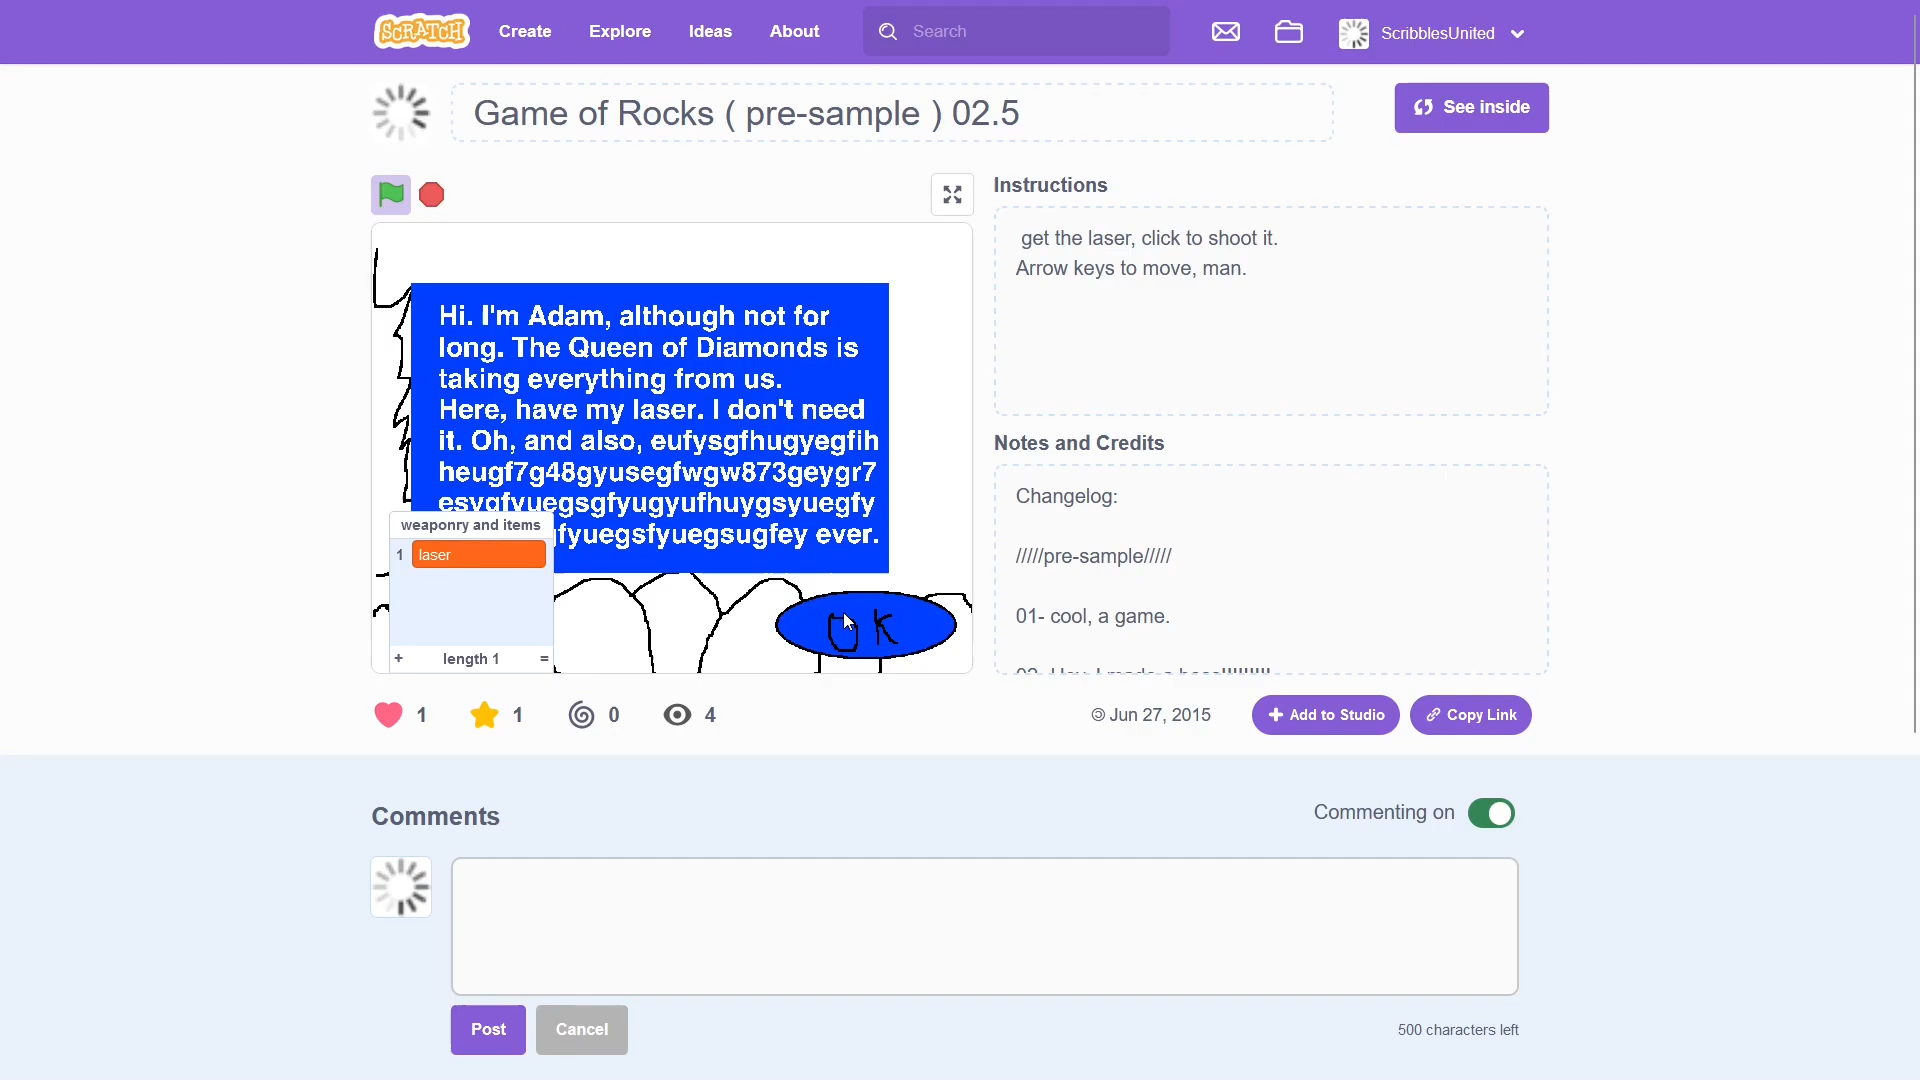 SCRATCH
Create
Explore
Ideas
About
Search
ScribblesUnited
Game of Rocks ( pre-sample ) 02.5
See inside
Hi. I'm Adam, although not for
long. The Queen of Diamonds is
taking everything from us.
Here, have my laser. I don't need
it. Oh, and also, eufysgfhugyegfih
heugf7g48gyusegfwgw873geygr7
esygfyuegsgfyugyufhuygsyuegfy
fyuegsfyuegsugfey ever.
weaponry and items
1 laser
+ length 1 =
OK
Instructions
get the laser, click to shoot it.
Arrow keys to move, man.
Notes and Credits
Changelog:
/////pre-sample/////
01- cool, a game.
1
1
0
4
Jun 27, 2015
Add to Studio
Copy Link
Comments
Commenting on
Post
Cancel
500 characters left